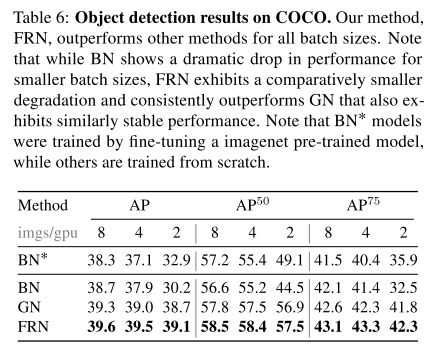 Table 6: Object detection results on COCO. Our method,
FRN, outperforms other methods for all batch sizes. Note
that while BN shows a dramatic drop in performance for
smaller batch sizes, FRN exhibits a comparatively smaller
degradation and consistently outperforms GN that also ex-
hibits similarly stable performance. Note that BN* models
were trained by fine-tuning a imagenet pre-trained model,
while others are trained from scratch.
Method AP AP50 AP75
imgs/gpu 8 4 2 8 4 2 8 4 2
BN* 38.3 37.1 32.9 57.2 55.4 49.1 41.5 40.4 35.9
BN 38.7 37.9 30.2 56.6 55.2 44.5 42.1 41.4 32.5
GN 39.3 39.0 38.7 57.8 57.5 56.9 42.6 42.3 41.8
FRN 39.6 39.5 39.1 58.5 58.4 57.5 43.1 43.3 42.3